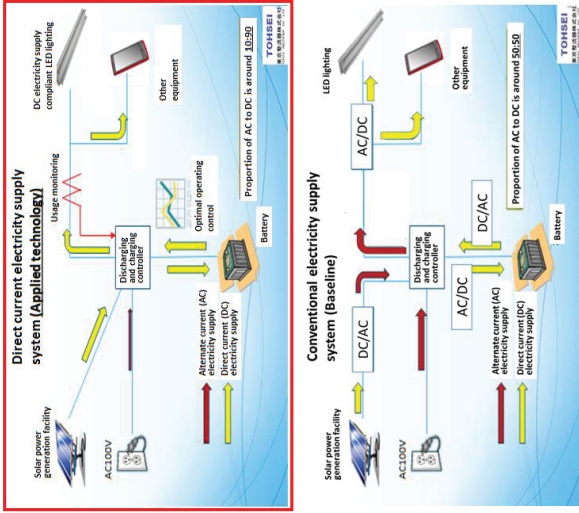 Direct current electricity supply
system (Applied technology)
Solar power
generation facility
AC100V
Alternate current (AC)
electricity supply
Direct current (DC)
electricity supply
Discharging
and charging
controller
Usage monitoring
Optimal operating
control
Battery
DC electricity supply
compliant LED lighting
Other
equipment
Proportion of AC to DC is around 10:90
TOHSEI
Conventional electricity supply
system (Baseline)
Solar power
generation facility
AC100V
DC/AC
Alternate current (AC)
electricity supply
Direct current (DC)
electricity supply
Discharging
and charging
controller
AC/DC
DC/AC
Battery
AC/DC
LED lighting
Other
equipment
Proportion of AC to DC is around 50:50
TOHSEI